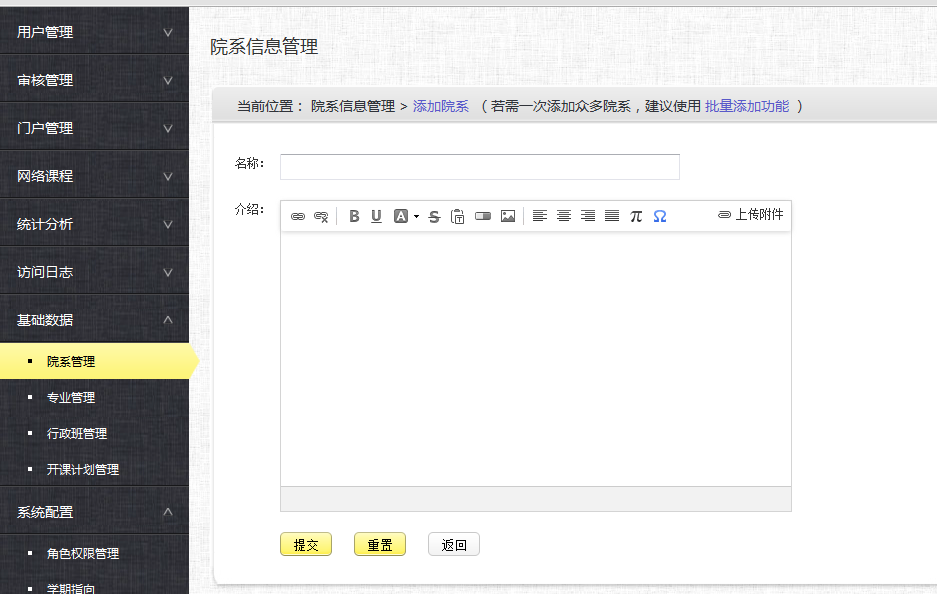 用户管理
审核管理
门户管理
网络课程
统计分析
访问日志
基础数据
院系管理
专业管理
行政班管理
开课计划管理
系统配置
角色权限管理
学期指向
院系信息管理
当前位置： 院系信息管理 > 添加院系 （ 若需一次添加众多院系，建议使用 批量添加功能 ）
名称：
介绍：
B U A S π Ω 上传附件
提交 重置 返回